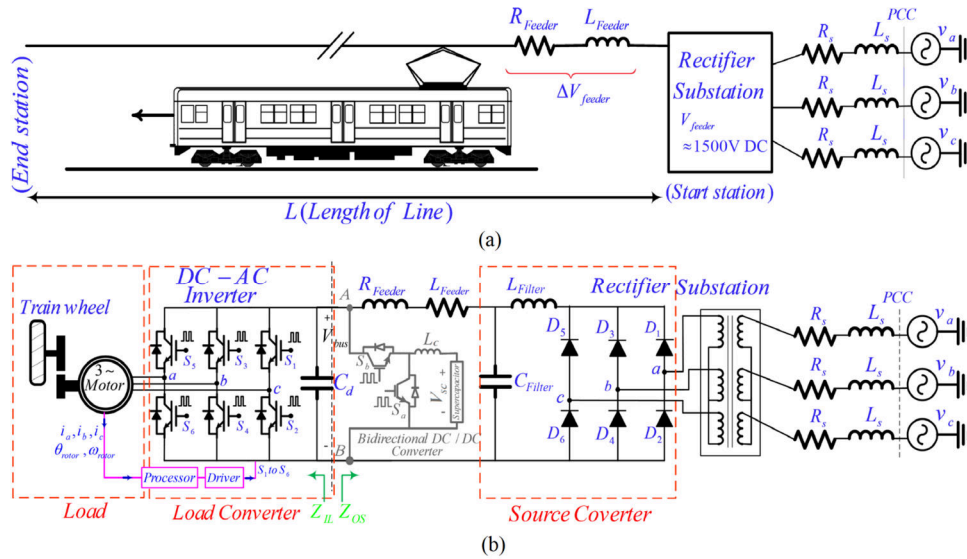 R_Feeder L_Feeder
ΔV_feeder
Rectifier
Substation
V_feeder
≈1500V DC
R_s L_s PCC v_a
R_s L_s v_b
R_s L_s v_c
(End station)
(Start station)
L (Length of Line)
(a)
Train wheel
3~
Motor
i_a, i_b, i_c
θ_rotor, ω_rotor
DC – AC
Inverter
S_5 S_3 S_1
a b c
S_6 S_4 S_2
Processor
Driver
S_1 to S_6
Load
Load Converter
A
+
V_bus
-
C_d
B
Z_IL Z_OS
R_Feeder L_Feeder
S_b
S_a
L_c
+
V_sc
-
Supercapacitor
Bidirectional DC / DC
Converter
L_Filter
C_Filter
Rectifier Substation
D_5 D_3 D_1
a
b
c
D_6 D_4 D_2
Source Coverter
R_s L_s PCC v_a
R_s L_s v_b
R_s L_s v_c
(b)